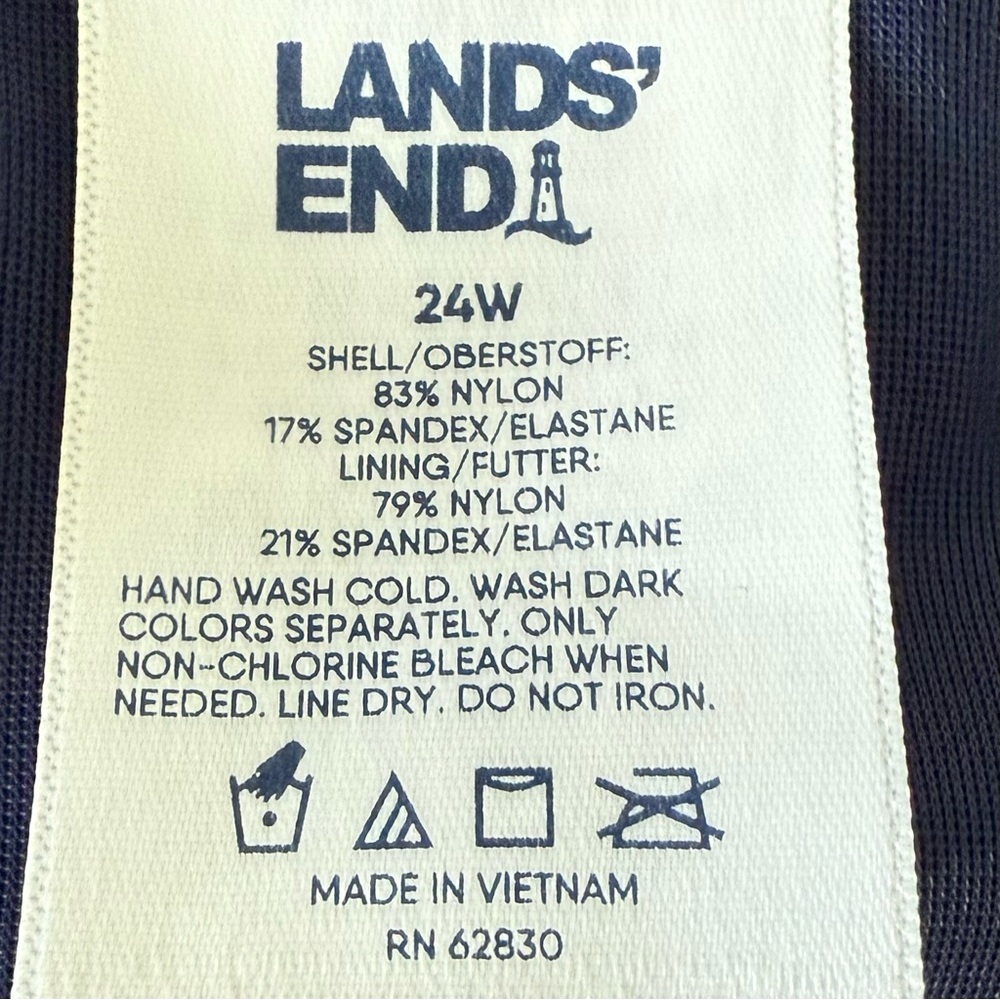 LANDS'
END
24W
SHELL/OBERSTOFF:
83% NYLON
17% SPANDEX/ELASTANE
LINING/FUTTER:
79% NYLON
21% SPANDEX/ELASTANE
HAND WASH COLD. WASH DARK
COLORS SEPARATELY. ONLY
NON-CHLORINE BLEACH WHEN
NEEDED. LINE DRY. DO NOT IRON.
MADE IN VIETNAM
RN 62830